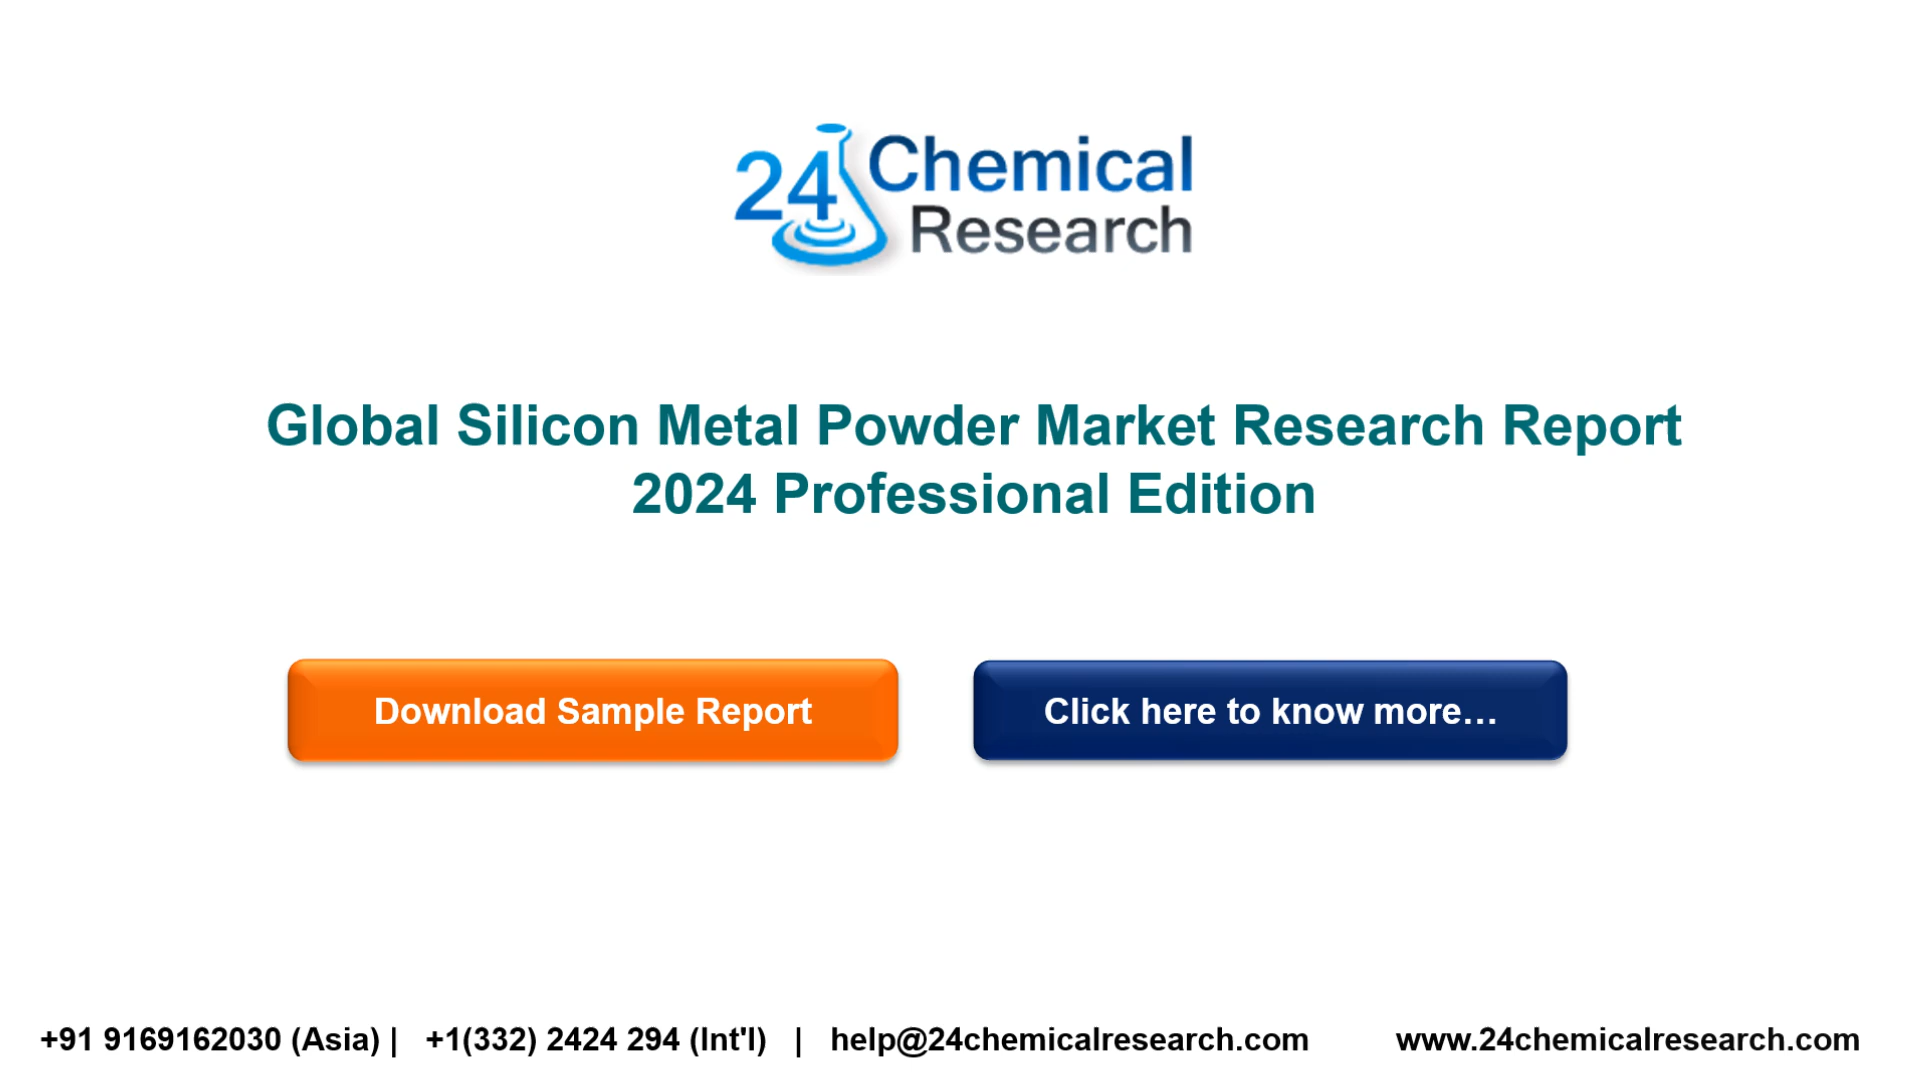 24 Chemical
Research
Global Silicon Metal Powder Market Research Report
2024 Professional Edition
Download Sample Report
Click here to know more…
+91 9169162030 (Asia) | +1(332) 2424 294 (Int'l) | help@24chemicalresearch.com www.24chemicalresearch.com